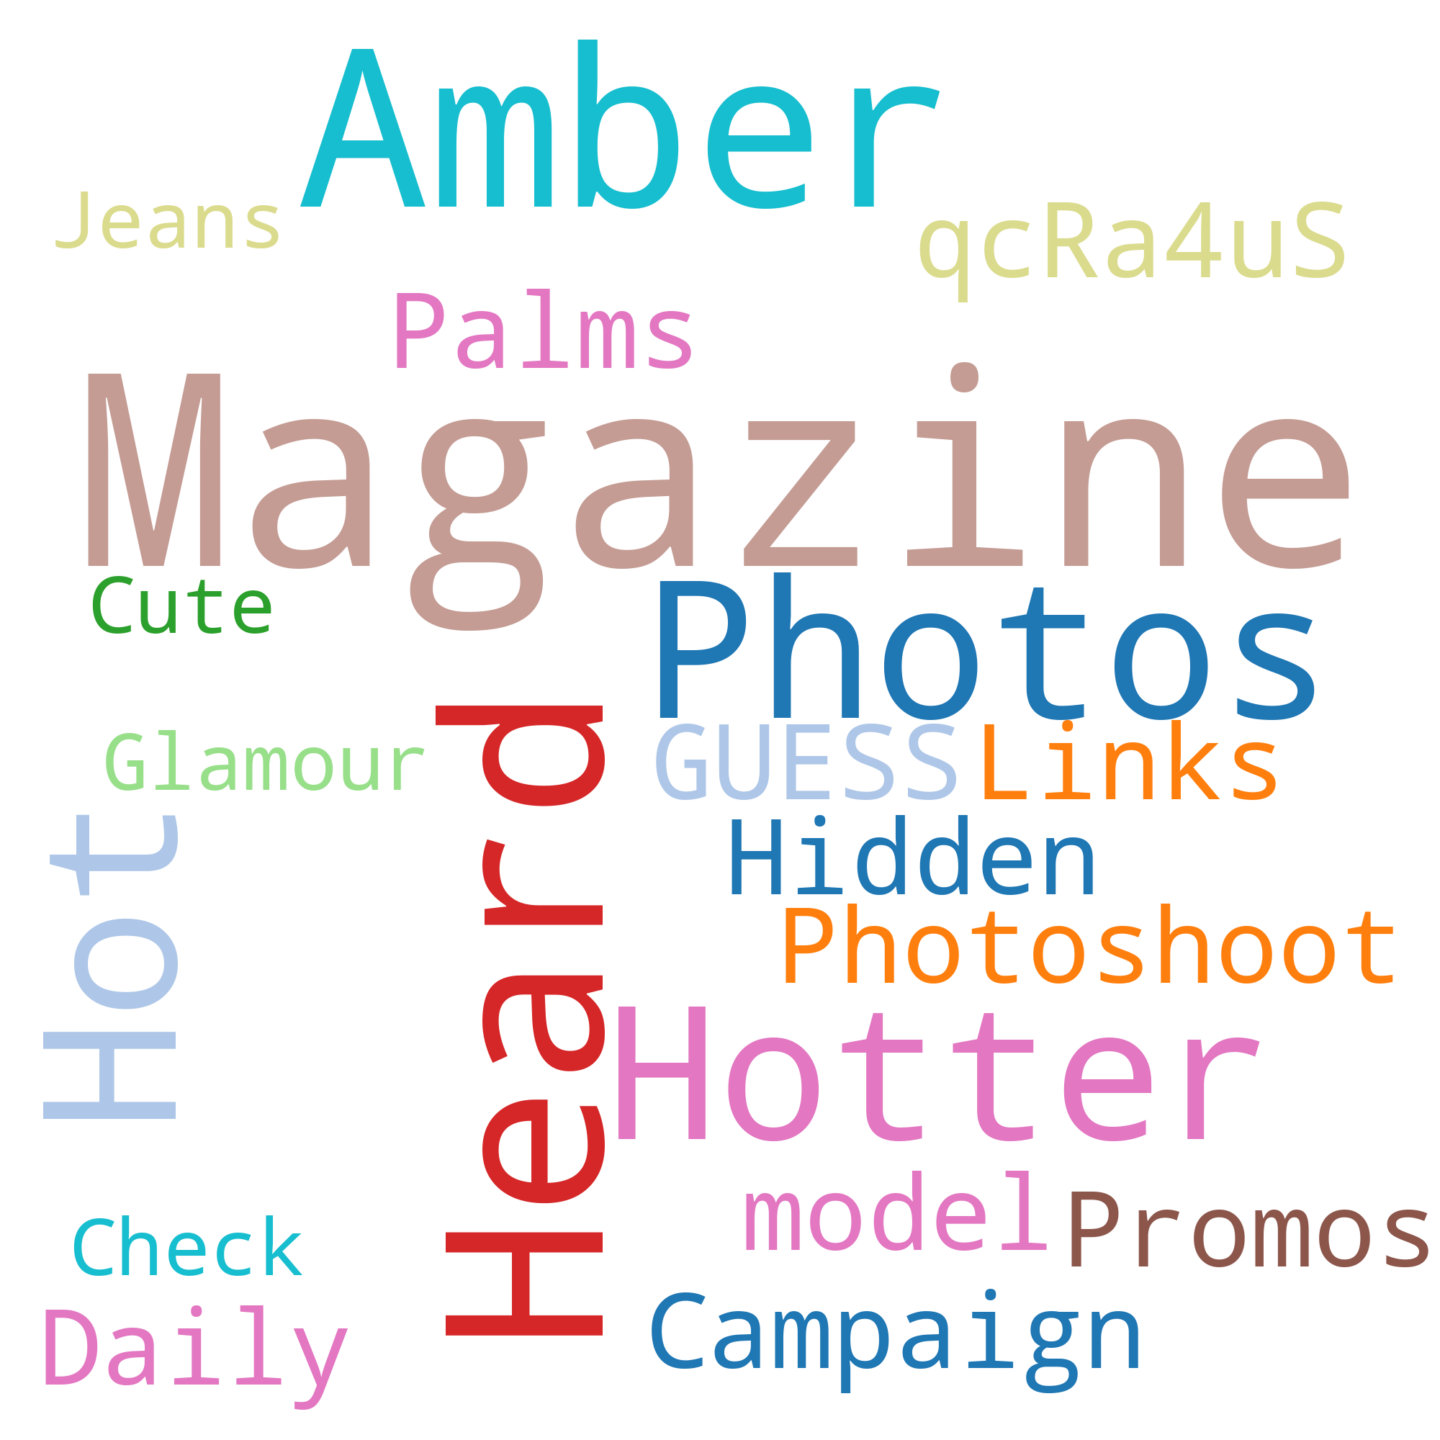 Amber
Jeans
qcRa4uS
Palms
Magazine
Cute
Photos
Heard
GUESS
Links
Glamour
Hot
Hidden
Photoshoot
Hotter
model
Promos
Check
Daily
Campaign